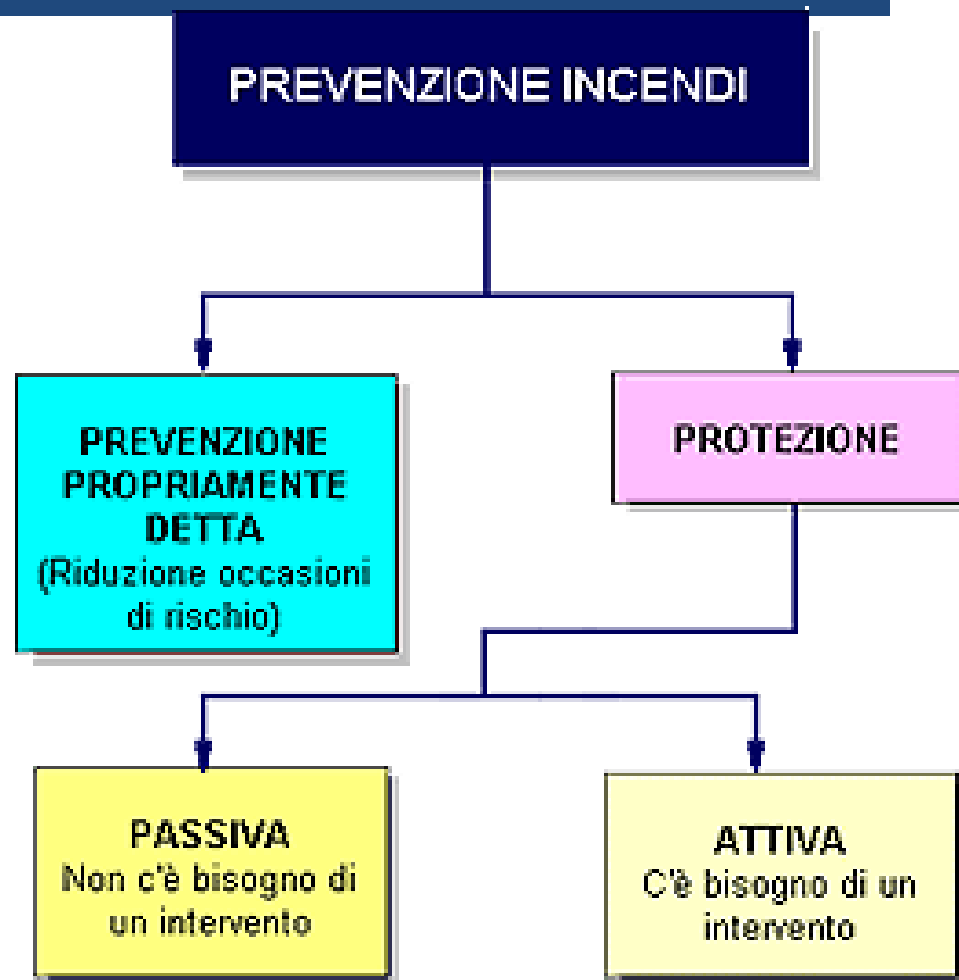 PREVENZIONE INCENDI
PREVENZIONE
PROPRIAMENTE
DETTA
(Riduzione occasioni
di rischio)
PROTEZIONE
PASSIVA
Non c'è bisogno di
un intervento
ATTIVA
C'è bisogno di un
intervento